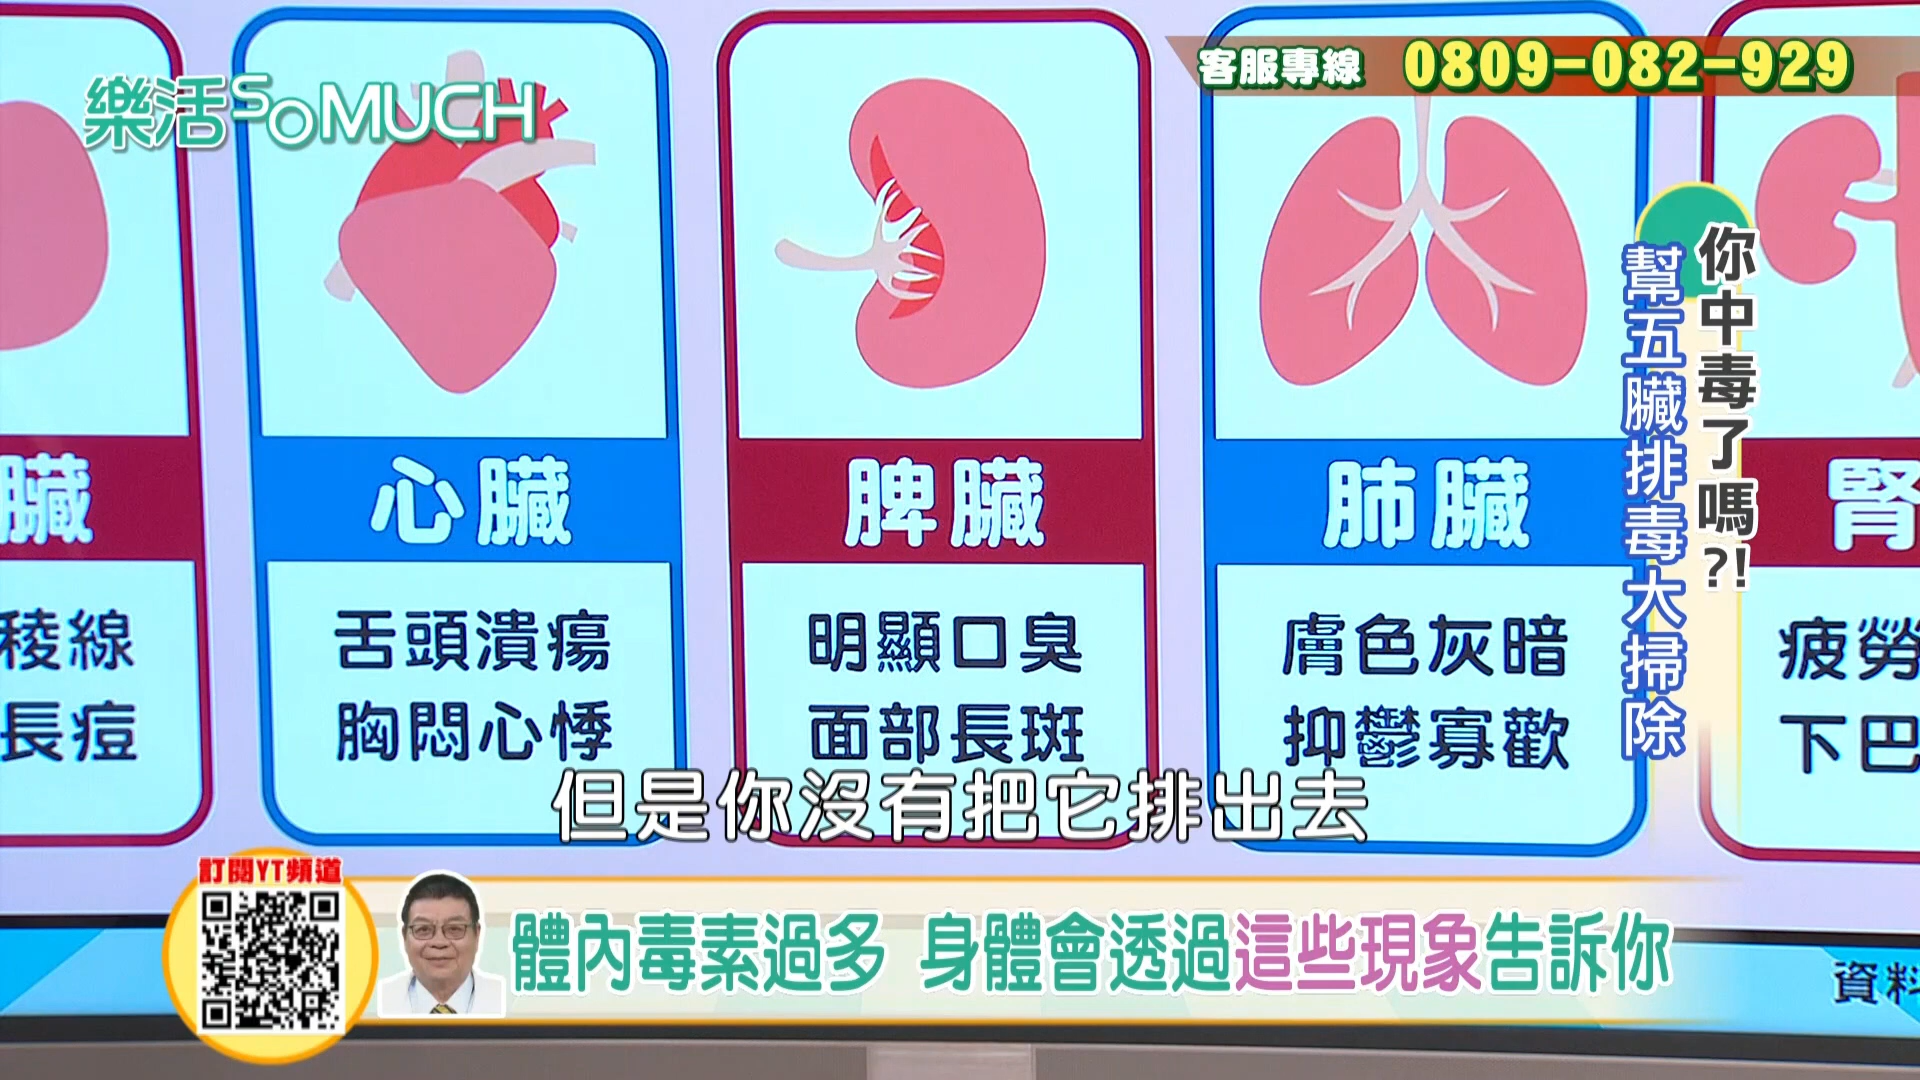 樂活SOMUCH
客服專線 0809-082-929
你中毒了嗎?!
幫五臟排毒大掃除
臟
稜線
長痘
心臟
舌頭潰瘍
胸悶心悸
脾臟
明顯口臭
面部長斑
肺臟
膚色灰暗
抑鬱寡歡
腎
疲勞
下巴
但是你沒有把它排出去
訂閱YT頻道
體內毒素過多 身體會透過這些現象告訴你
資料